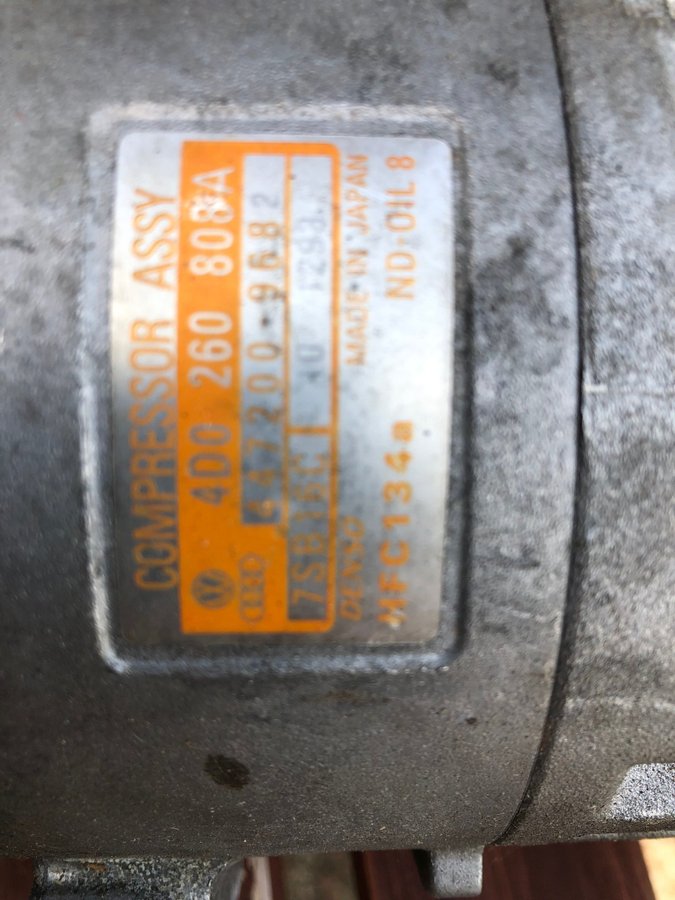 COMPRESSOR ASSY
4D0 260 808A
447200-9682
7SB16C
DENSO MADE IN JAPAN
HFC134a ND-OIL 8